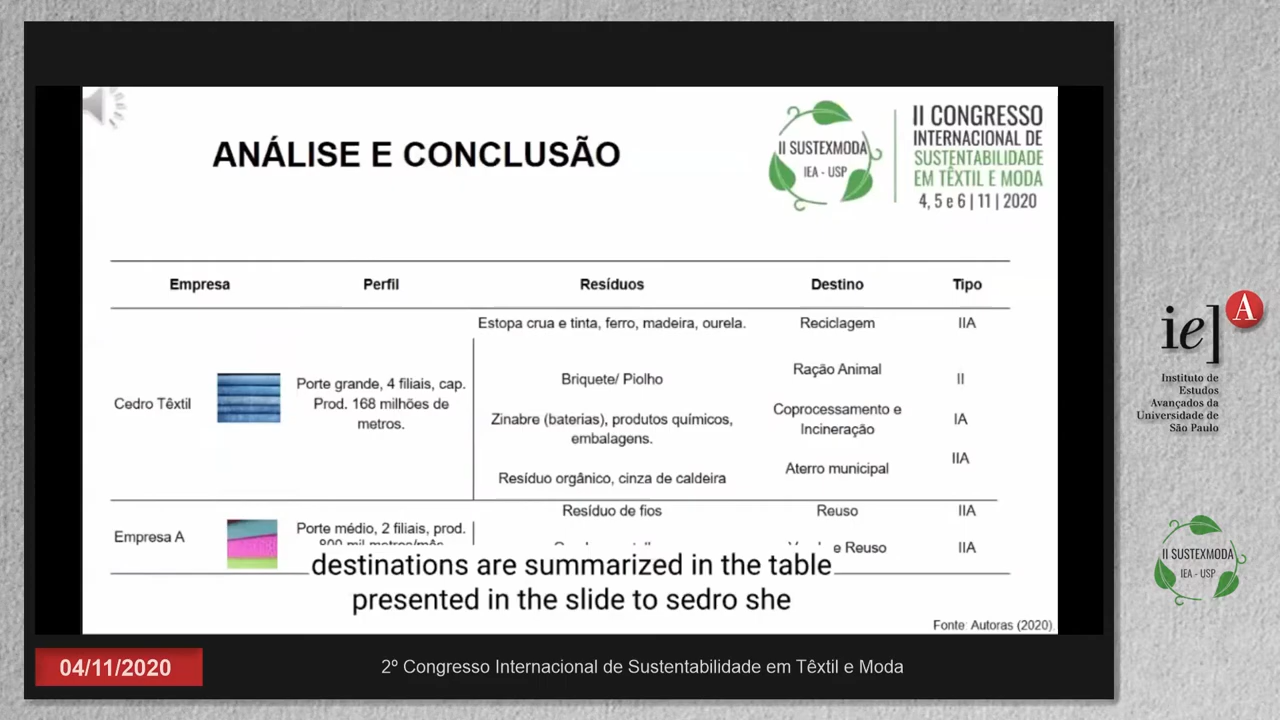 ANÁLISE E CONCLUSÃO
II SUSTEXMODA
IEA - USP
II CONGRESSO
INTERNACIONAL DE
SUSTENTABILIDADE
EM TÊXTIL E MODA
4, 5 e 6 | 11 | 2020
Empresa Perfil Resíduos Destino Tipo
Estopa crua e tinta, ferro, madeira, ourela. Reciclagem IIA
Cedro Têxtil
Porte grande, 4 filiais, cap.
Prod. 168 milhões de
metros.
Briquete/ Piolho Ração Animal II
Zinabre (baterias), produtos químicos,
embalagens.
Coprocessamento e
Incineração
IA
Resíduo orgânico, cinza de caldeira Aterro municipal IIA
Empresa A
Porte médio, 2 filiais, prod.
800 mil metros/mês
Resíduo de fios Reuso IIA
e Reuso IIA
destinations are summarized in the table
presented in the slide to sedro she
Fonte: Autoras (2020).
04/11/2020
2º Congresso Internacional de Sustentabilidade em Têxtil e Moda
ie] A
Instituto de
Estudos
Avançados da
Universidade de
São Paulo
II SUSTEXMODA
IEA - USP